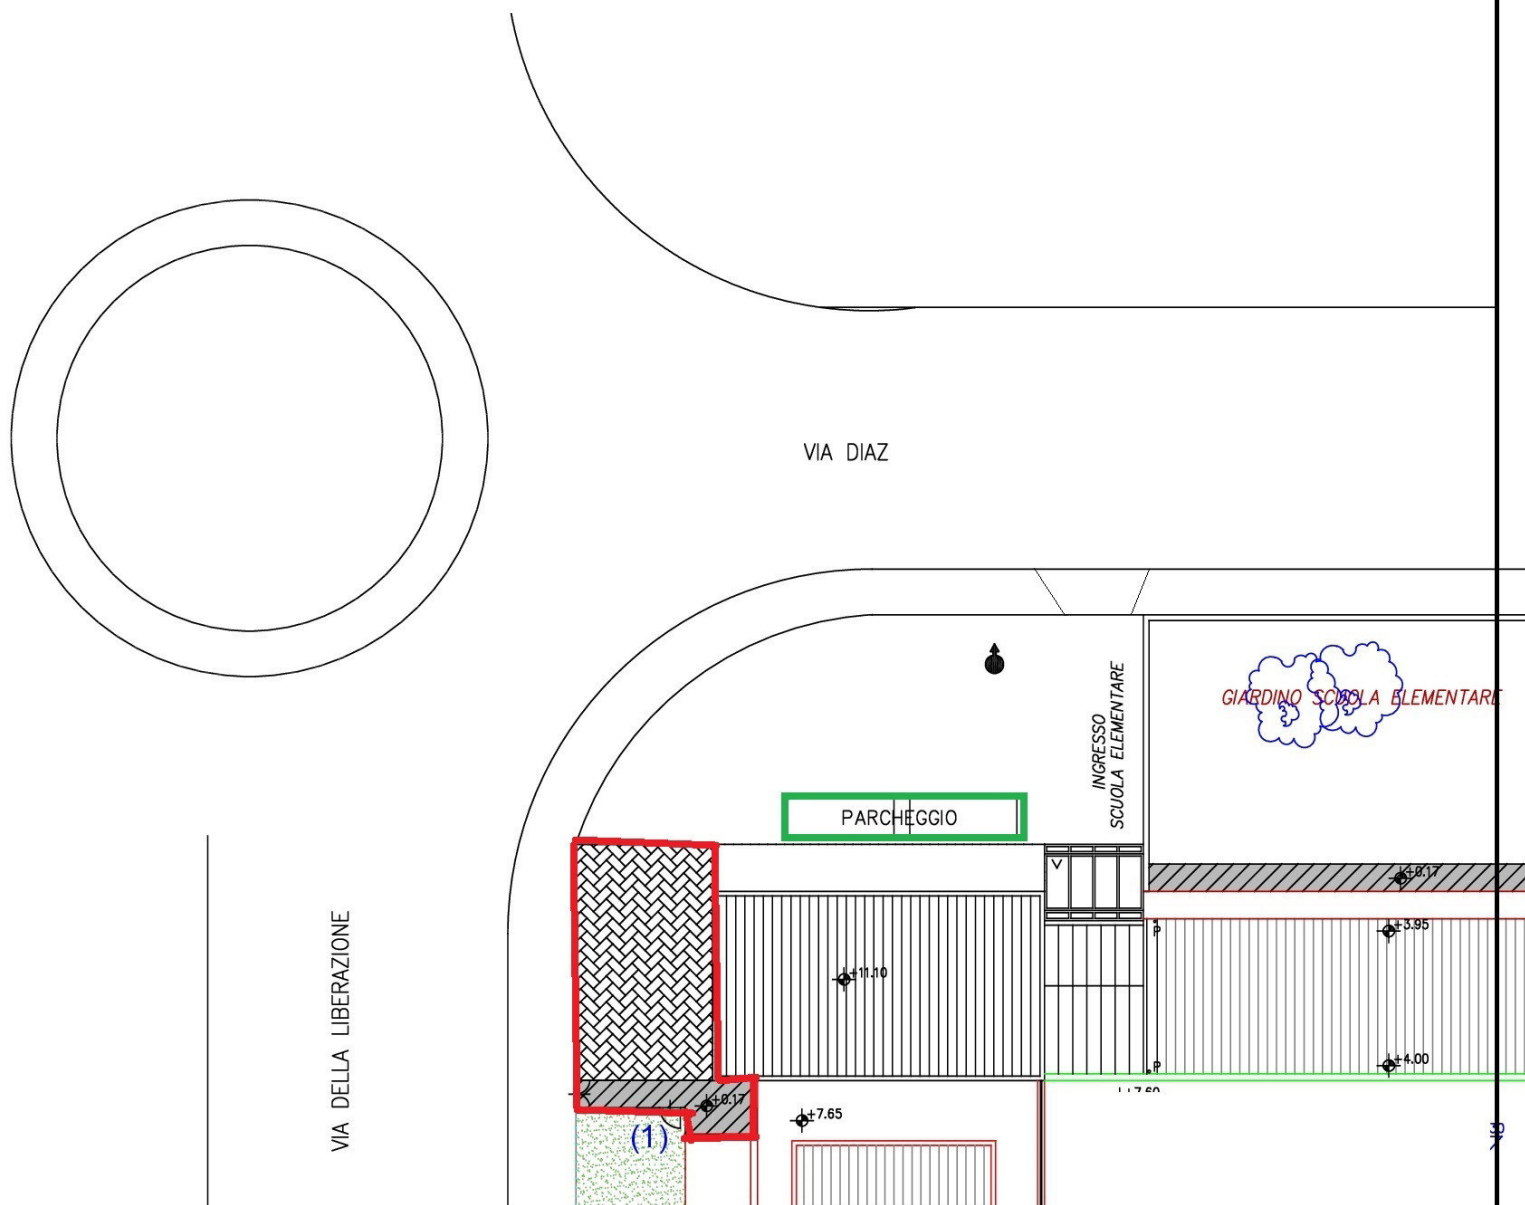 VIA DIAZ
GIARDINO SCUOLA ELEMENTARE
INGRESSO
SCUOLA ELEMENTARE
PARCHEGGIO
+0.17
P
+3.95
+11.10
VIA DELLA LIBERAZIONE
P
+4.00
+0.17
+7.65
(1)